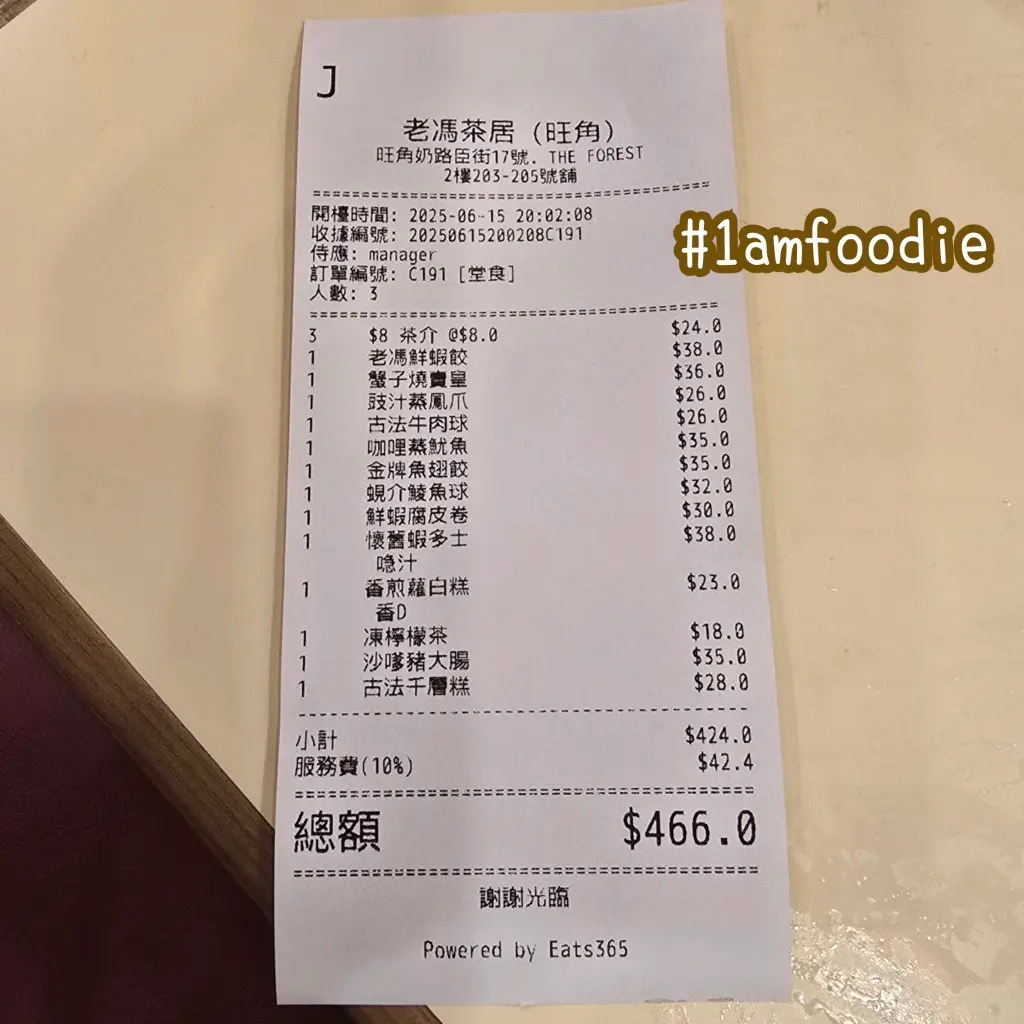 J
老馮茶居 (旺角)
旺角奶路臣街17號. THE FOREST
2樓203-205號舖
開檯時間: 2025-06-15 20:02:08
收據編號: 20250615200208C191
侍應: manager
訂單編號: C191 [堂食]
人數: 3
#1amfoodie
3 $8 茶介 @$8.0 $24.0
1 老馮鮮蝦餃 $38.0
1 蟹子燒賣皇 $36.0
1 豉汁蒸鳳爪 $26.0
1 古法牛肉球 $26.0
1 咖哩蒸魷魚 $35.0
1 金牌魚翅餃 $35.0
1 蜆介鯪魚球 $32.0
1 鮮蝦腐皮卷 $30.0
1 懷舊蝦多士 $38.0
喼汁
1 香煎蘿白糕 $23.0
香D
1 凍檸檬茶 $18.0
1 沙嗲豬大腸 $35.0
1 古法千層糕 $28.0
小計 $424.0
服務費(10%) $42.4
總額 $466.0
謝謝光臨
Powered by Eats365